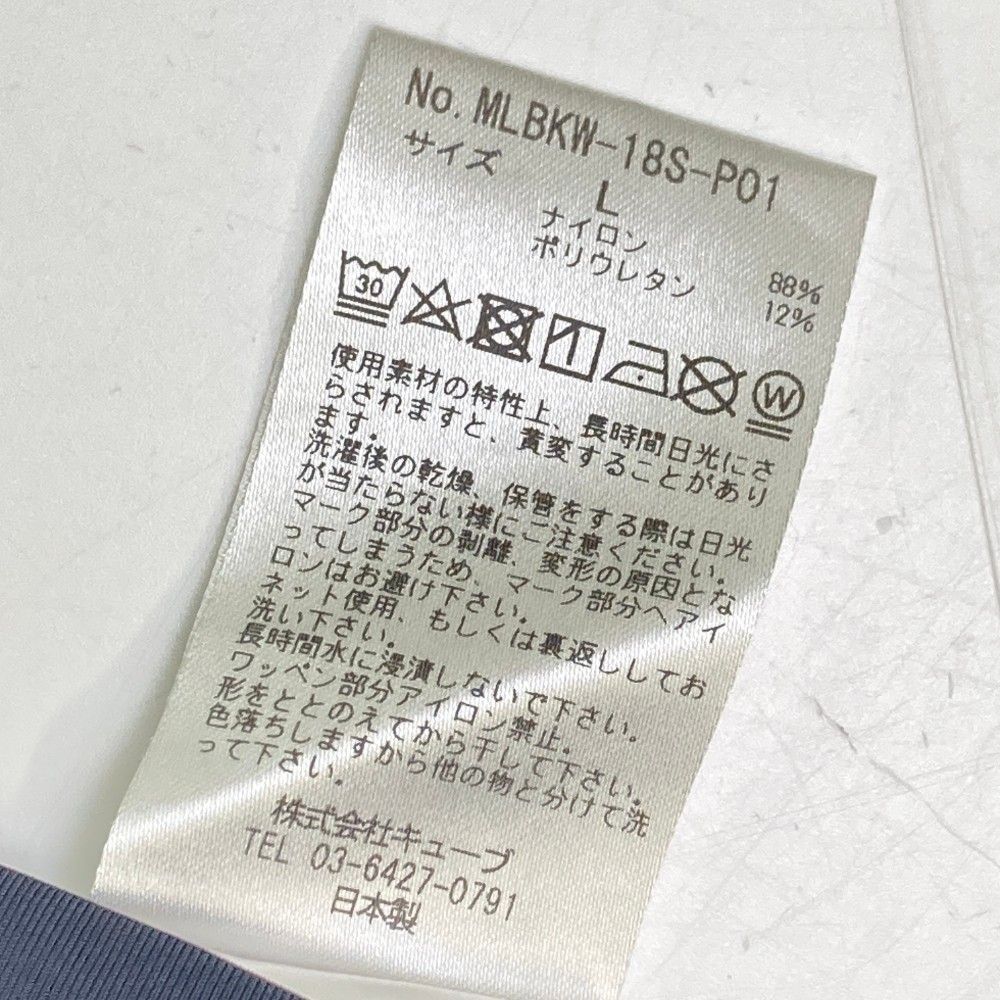 No.MLBKW-18S-P01
サイズ
L
ナイロン 88%
ポリウレタン 12%
30
W
使用素材の特性上、長時間日光にさ
らされますと、黄変することがあり
ます。
洗濯後の乾燥、保管をする際は日光
が当たらない様にご注意ください。
マーク部分の剥離、変形の原因とな
ってしまうため、マーク部分へアイ
ロンはお避け下さい。
ネット使用、もしくは裏返ししてお
洗い下さい。
長時間水に浸漬しないで下さい。
ワッペン部分アイロン禁止。
形をととのえてから干して下さい。
色落ちしますから他の物と分けて洗
って下さい。
株式会社キューブ
TEL 03-6427-0791
日本製